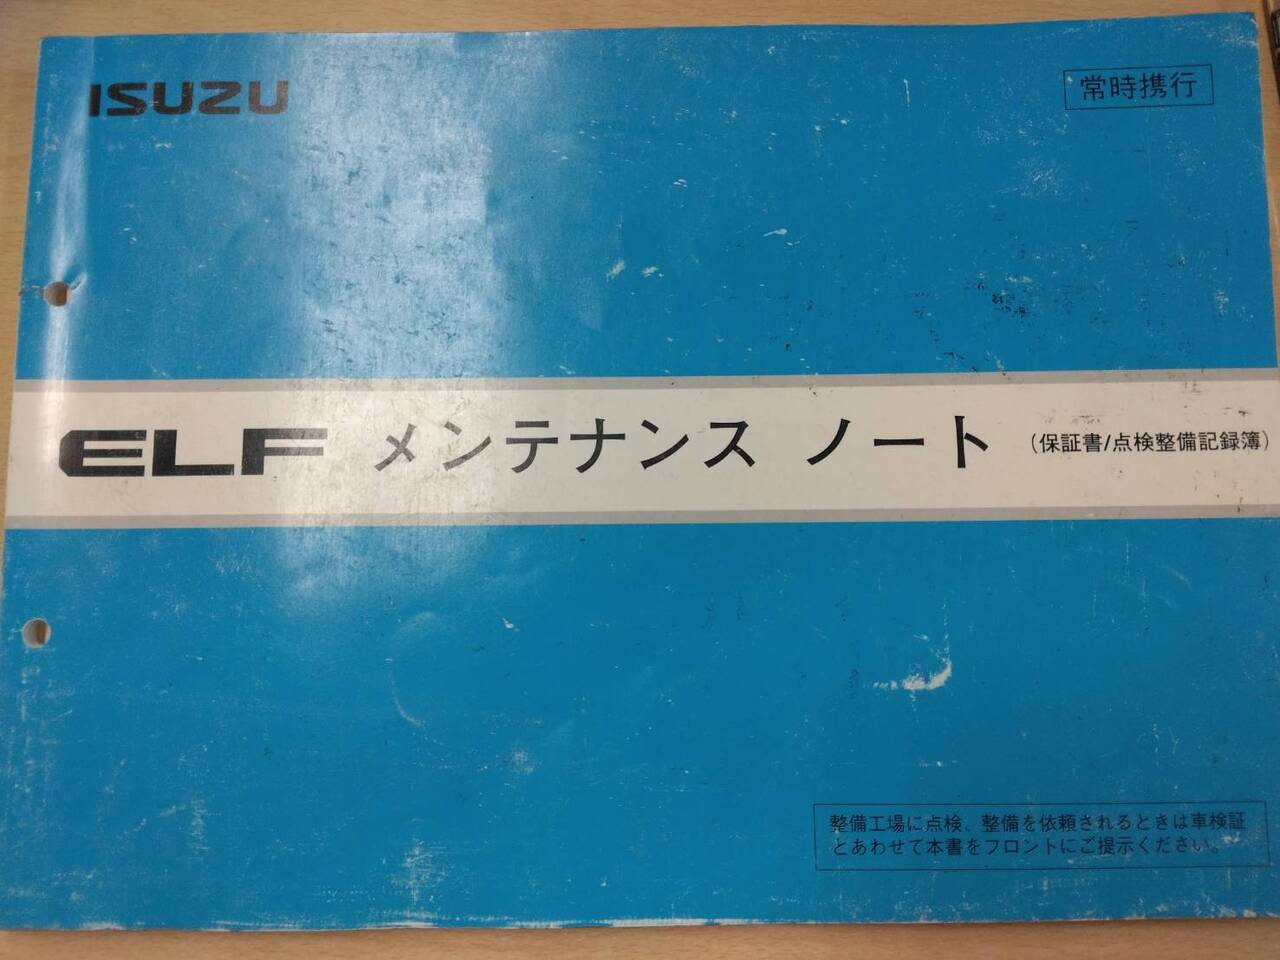 ISUZU
常時携行
ELF メンテナンス ノート (保証書/点検整備記録簿)
整備工場に点検、整備を依頼されるときは車検証
とあわせて本書をフロントにご提示ください。